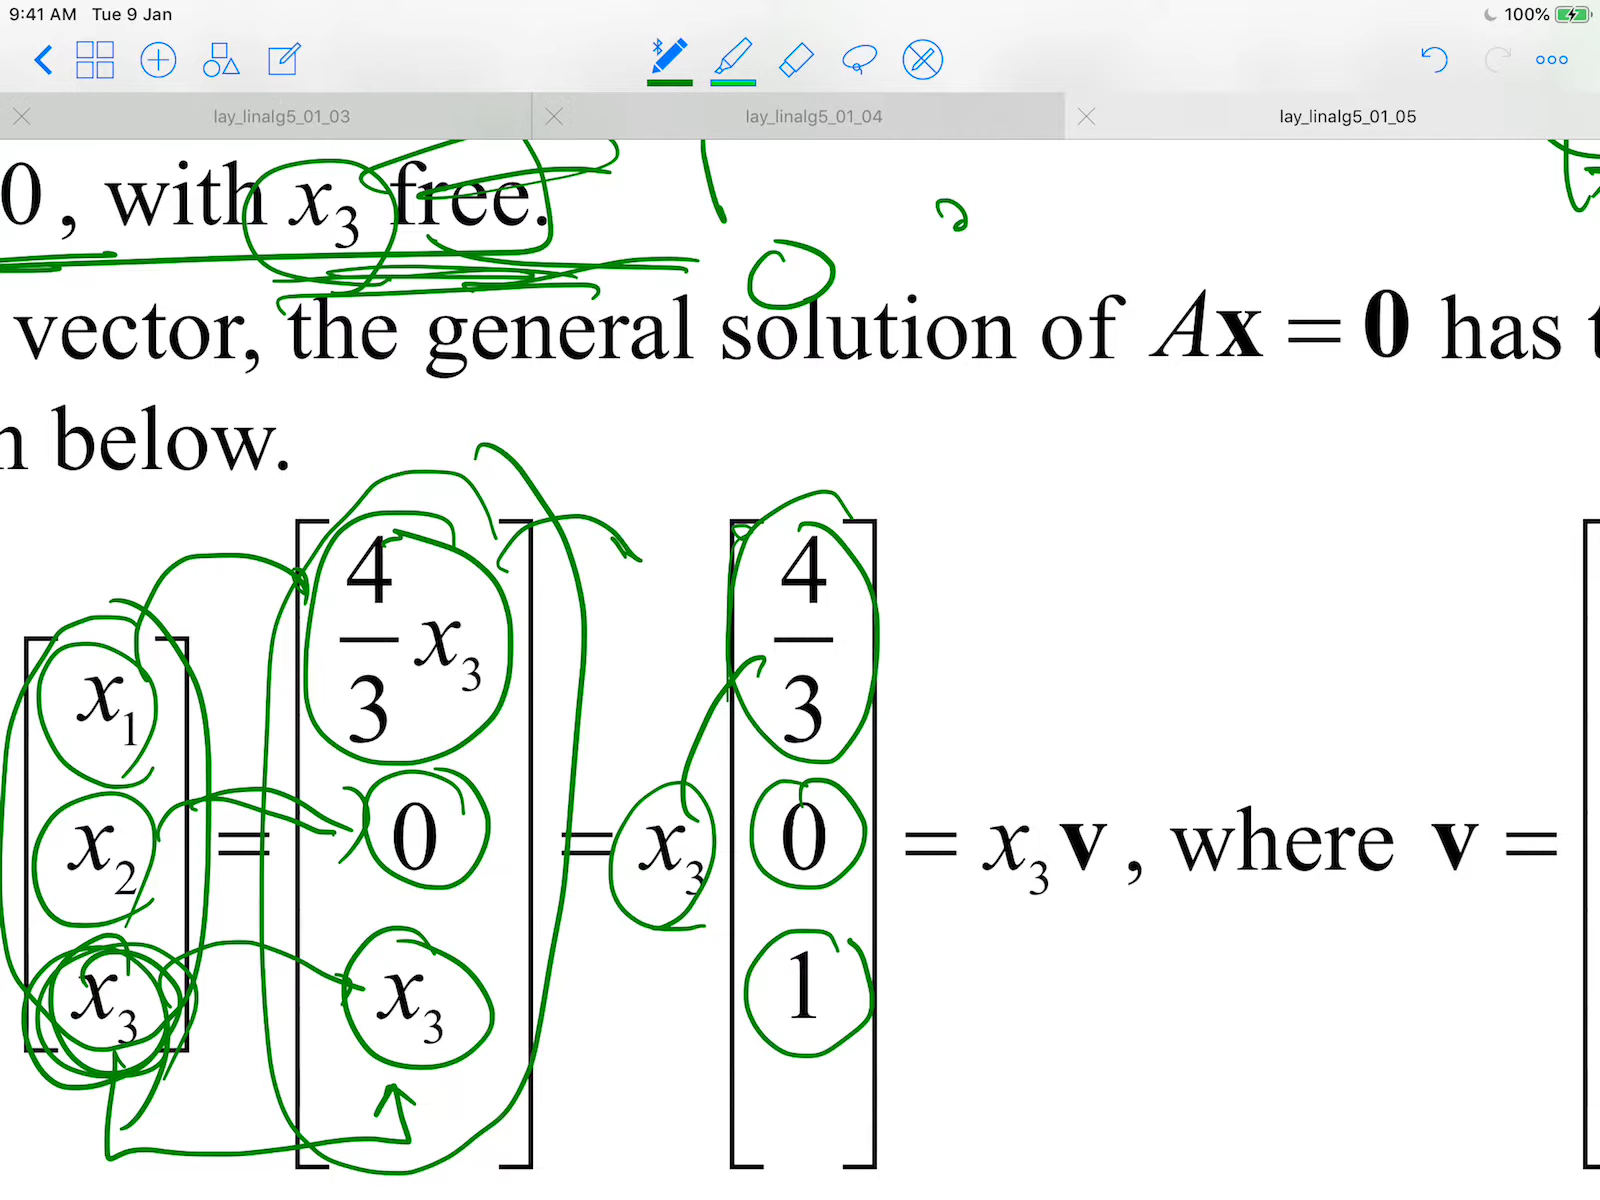 9:41 AM Tue 9 Jan 100%
lay_linalg5_01_03 lay_linalg5_01_04 lay_linalg5_01_05
0, with x₃ free.
vector, the general solution of Ax = 0 has
below.
[x₁ x₂ x₃] = [4/3 x₃ 0 x₃] = x₃ [4/3 0 1] = x₃v, where v =